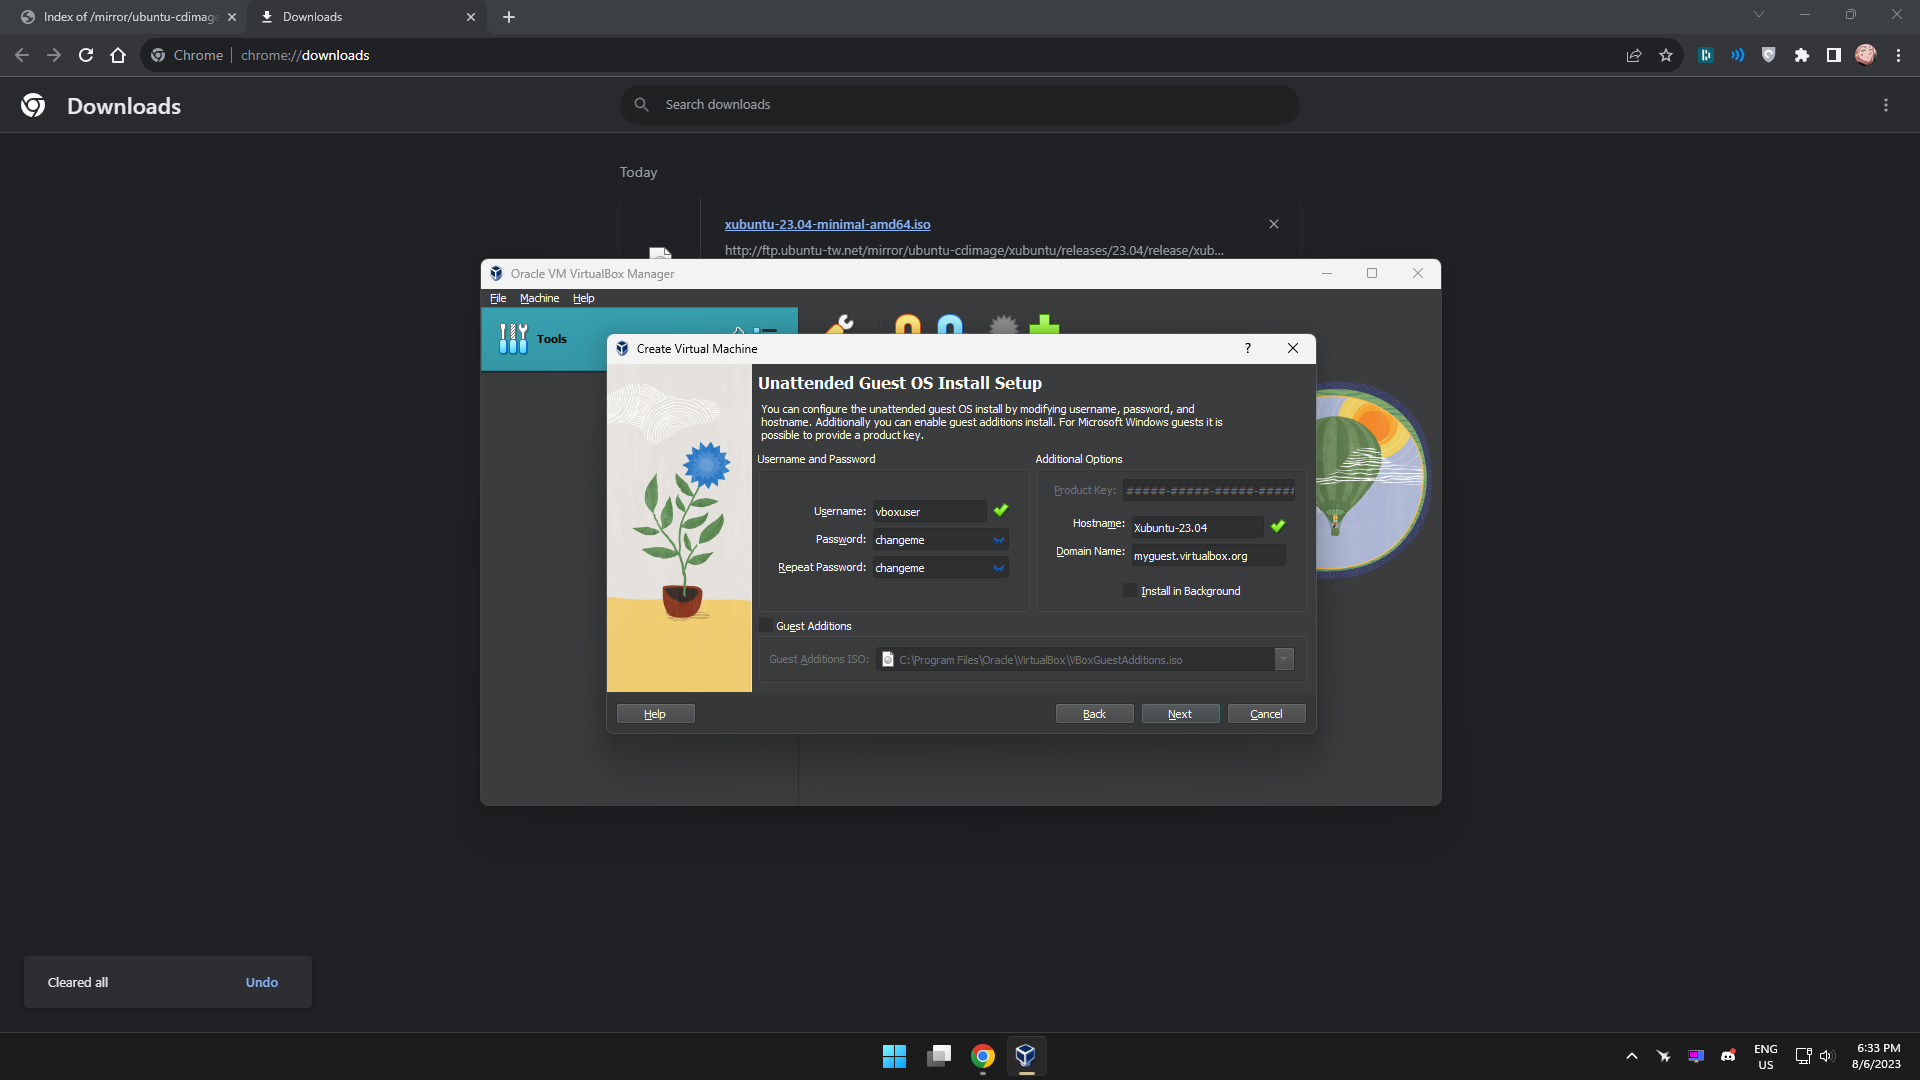 Index of /mirror/ubuntu-cdimage
Downloads
Chrome
chrome://downloads
Downloads
Search downloads
Today
xubuntu-23.04-minimal-amd64.iso
http://ftp.ubuntu-tw.net/mirror/ubuntu-cdimage/xubuntu/releases/23.04/release/xub...
Oracle VM VirtualBox Manager
File Machine Help
Tools
Create Virtual Machine
?
Unattended Guest OS Install Setup
You can configure the unattended guest OS install by modifying username, password, and
hostname. Additionally you can enable guest additions install. For Microsoft Windows guests it is
possible to provide a product key.
Username and Password
Username: vboxuser
Password: changeme
Repeat Password: changeme
Additional Options
Product Key: #####-#####-#####-#####
Hostname: Xubuntu-23.04
Domain Name: myguest.virtualbox.org
Install in Background
Guest Additions
Guest Additions ISO: C:\Program Files\Oracle\VirtualBox\VBoxGuestAdditions.iso
Help
Back
Next
Cancel
Cleared all
Undo
ENG
US
6:33 PM
8/6/2023